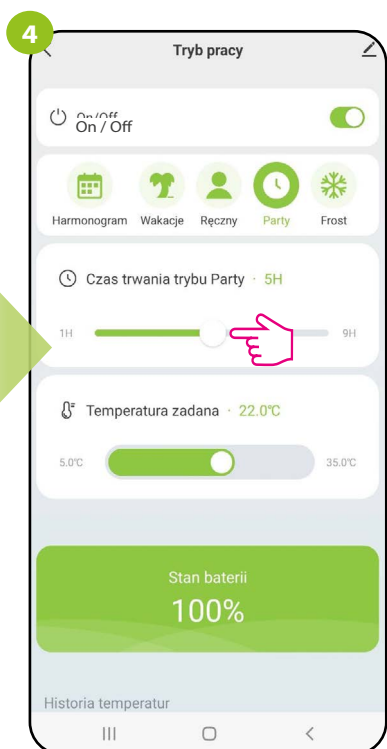 4
Tryb pracy
On/Off
On / Off
Harmonogram Wakacje Ręczny Party Frost
Czas trwania trybu Party · 5H
1H 9H
Temperatura zadana · 22.0°C
5.0°C 35.0°C
Stan baterii
100%
Historia temperatur